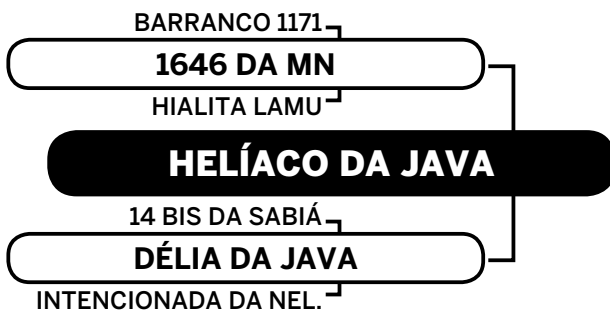 BARRANCO 1171
1646 DA MN
HIALITA LAMU
HELÍACO DA JAVA
14 BIS DA SABIÁ
DÉLIA DA JAVA
INTENCIONADA DA NEL.